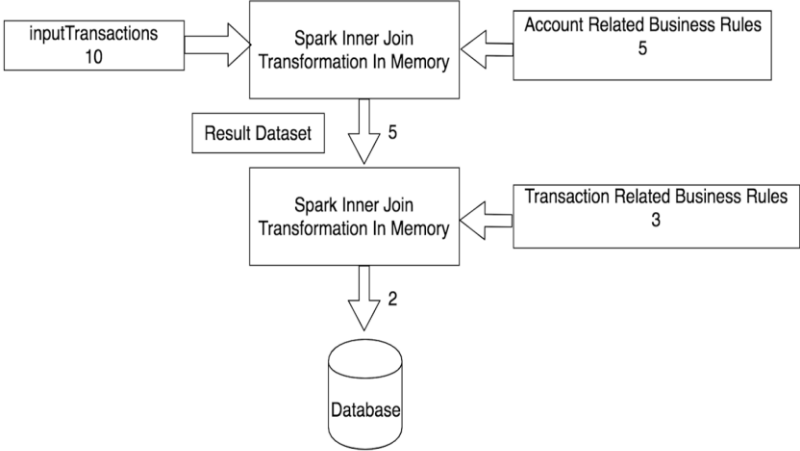 inputTransactions
10
Spark Inner Join
Transformation In Memory
Account Related Business Rules
5
Result Dataset
5
Spark Inner Join
Transformation In Memory
Transaction Related Business Rules
3
2
Database